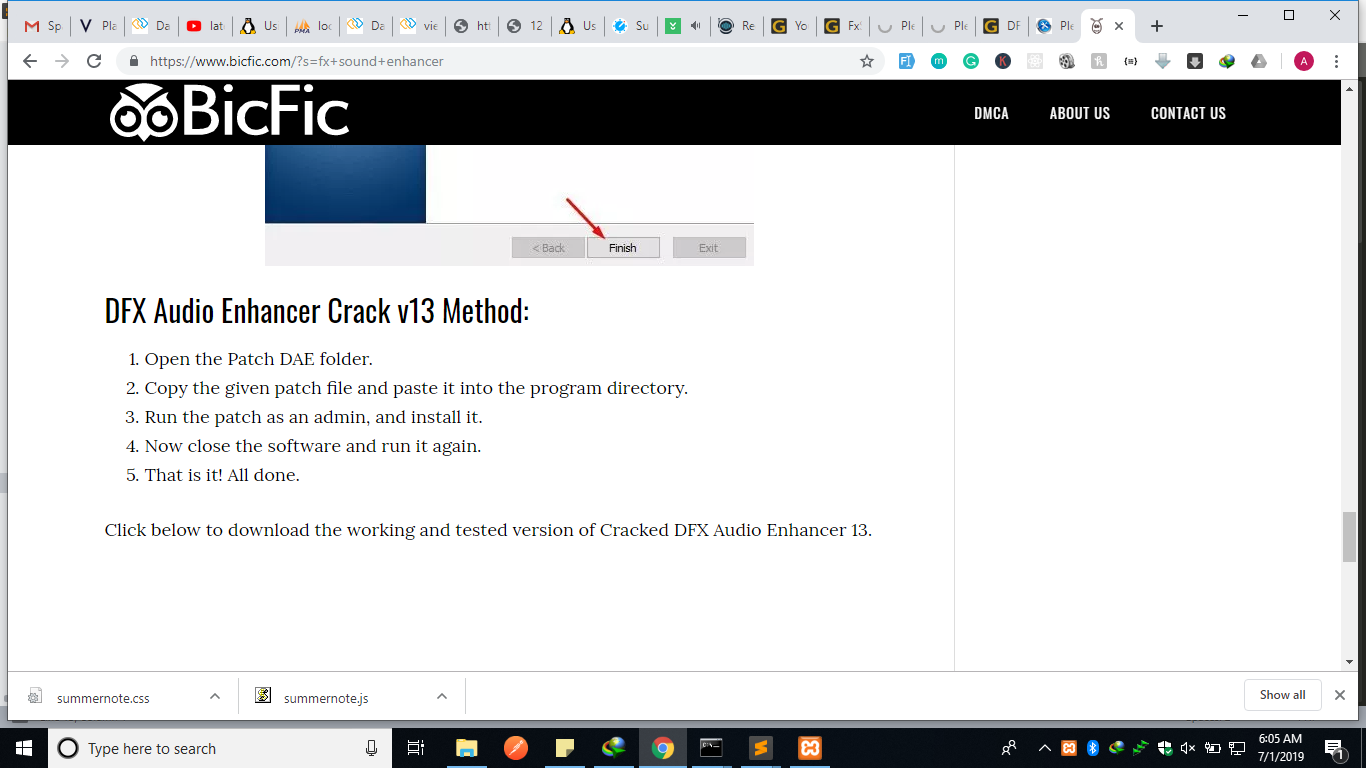 Sp
Pla
Da
lat
Us
PMA
loc
Da
vie
htt
12
Us
Su
Re
Yo
Fx
Ple
Ple
DF
Ple
https://www.bicfic.com/?s=fx+sound+enhancer
A
BicFic
DMCA
ABOUT US
CONTACT US
< Back
Finish
Exit
DFX Audio Enhancer Crack v13 Method:
1. Open the Patch DAE folder.
2. Copy the given patch file and paste it into the program directory.
3. Run the patch as an admin, and install it.
4. Now close the software and run it again.
5. That is it! All done.
Click below to download the working and tested version of Cracked DFX Audio Enhancer 13.
summernote.css
summernote.js
Show all
Type here to search
6:05 AM
7/1/2019
1